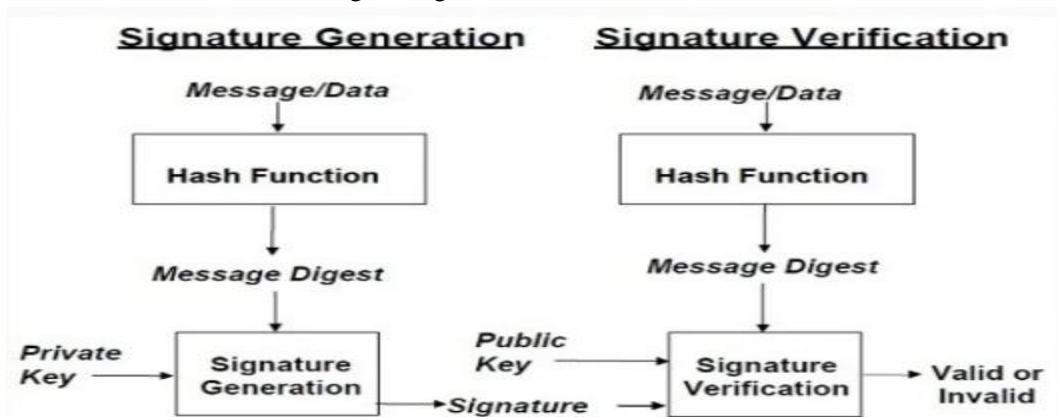 Signature Generation
Message/Data
Hash Function
Message Digest
Private
Key
Signature
Generation
Signature
Signature Verification
Message/Data
Hash Function
Message Digest
Public
Key
Signature
Verification
Valid or
Invalid